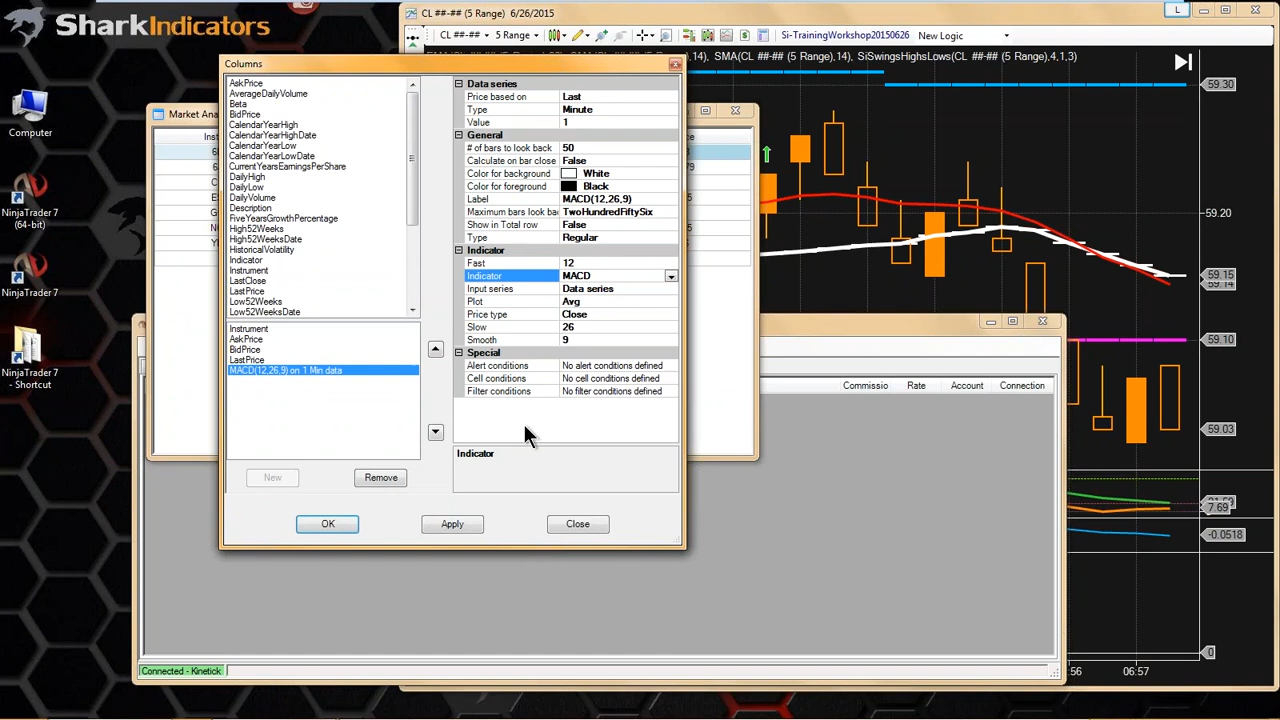 SharkIndicators
CL ##-## (5 Range) 6/26/2015
L
CL ##-##
5 Range
Si-TrainingWorkshop20150626
New Logic
SMA(CL ##-## (5 Range),14), SiSwingsHighsLows(CL ##-## (5 Range),4,1,3)
Columns
AskPrice
AverageDailyVolume
Beta
BidPrice
CalendarYearHigh
CalendarYearHighDate
CalendarYearLow
CalendarYearLowDate
CurrentYearsEarningsPerShare
DailyHigh
DailyLow
DailyVolume
Description
FiveYearsGrowthPercentage
High52Weeks
High52WeeksDate
HistoricalVolatility
Indicator
Instrument
LastClose
LastPrice
Low52Weeks
Low52WeeksDate
Instrument
AskPrice
BidPrice
LastPrice
MACD(12,26,9) on 1 Min data
New
Remove
Data series
Price based on Last
Type Minute
Value 1
General
# of bars to look back 50
Calculate on bar close False
Color for background White
Color for foreground Black
Label MACD(12,26,9)
Maximum bars look bac TwoHundredFiftySix
Show in Total row False
Type Regular
Indicator
Fast 12
Indicator MACD
Input series Data series
Plot Avg
Price type Close
Slow 26
Smooth 9
Special
Alert conditions No alert conditions defined
Cell conditions No cell conditions defined
Filter conditions No filter conditions defined
Indicator
OK
Apply
Close
Computer
NinjaTrader 7
(64-bit)
NinjaTrader 7
NinjaTrader 7
- Shortcut
Market Ana
Inst
Commissio
Rate
Account
Connection
Connected - Kinetick
59.30
59.20
59.15
59.14
59.10
59.03
7.69
-0.0518
0
:56
06:57